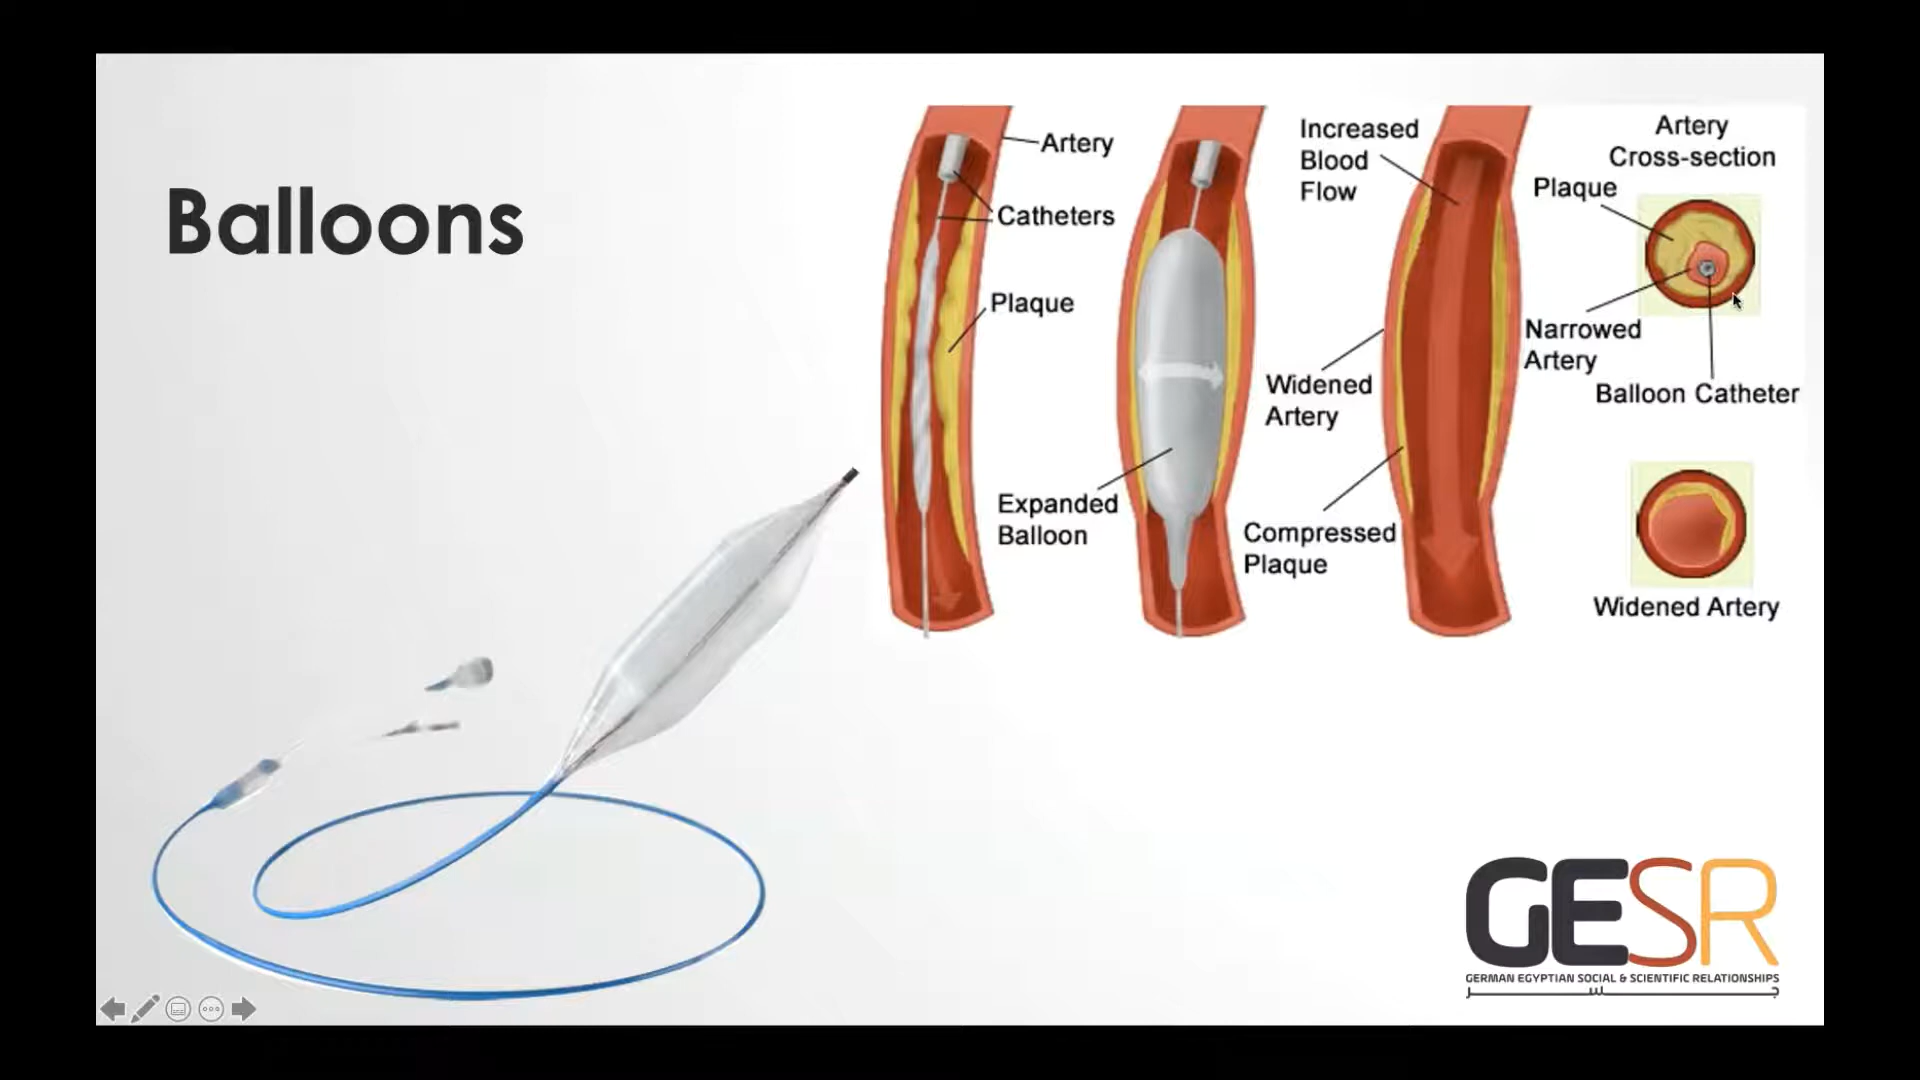 Balloons
Artery
Catheters
Plaque
Expanded
Balloon
Increased
Blood
Flow
Widened
Artery
Compressed
Plaque
Artery
Cross-section
Plaque
Narrowed
Artery
Balloon Catheter
Widened Artery
GESR
GERMAN EGYPTIAN SOCIAL & SCIENTIFIC RELATIONSHIPS
جسر